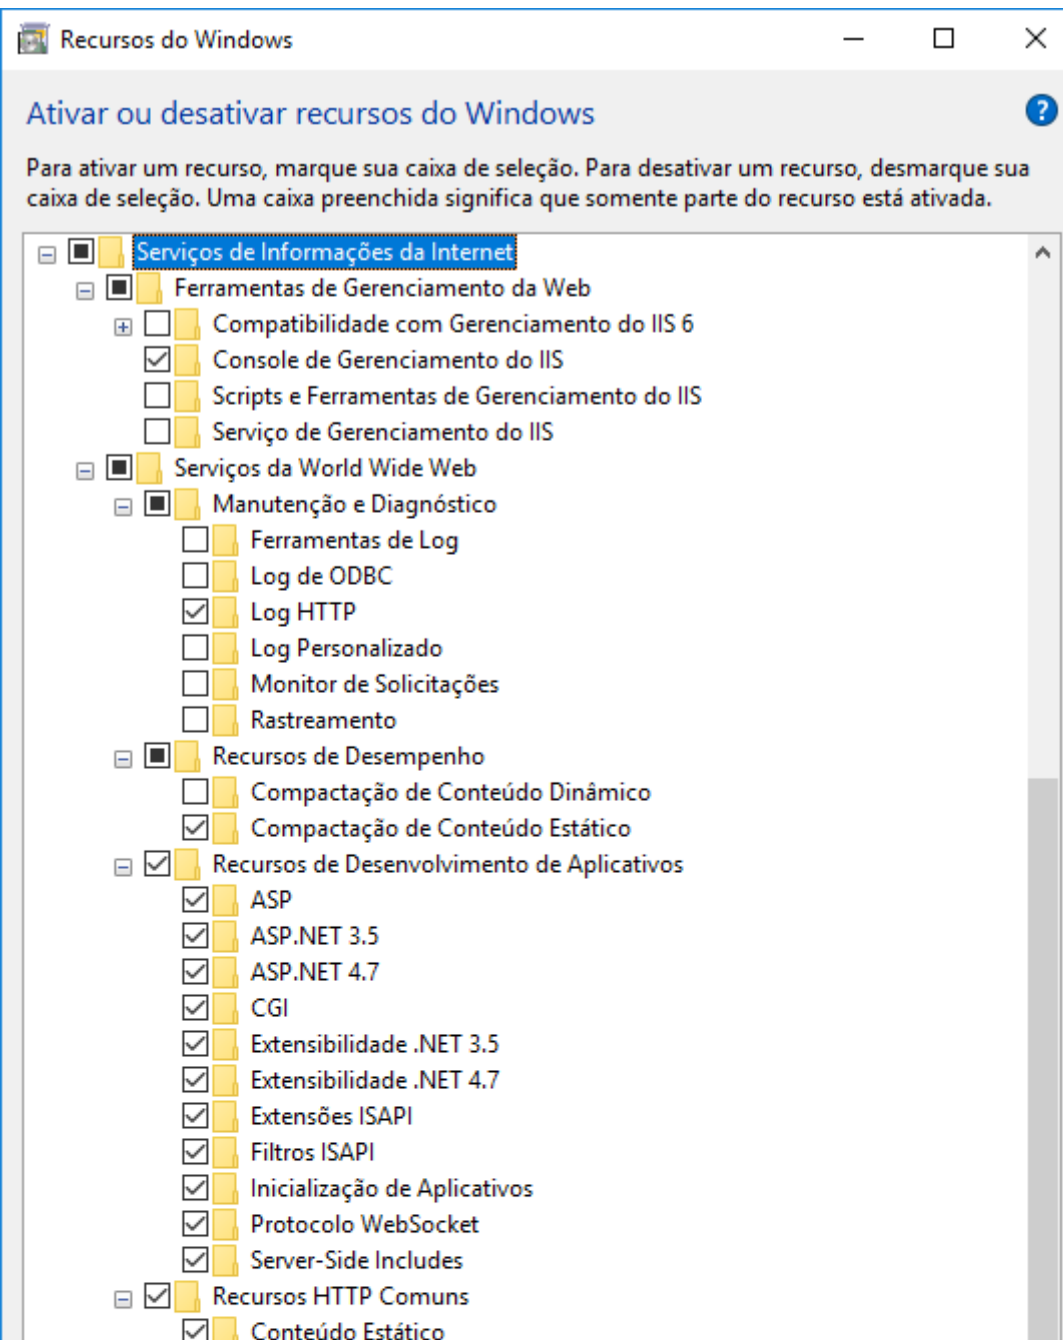 Recursos do Windows
Ativar ou desativar recursos do Windows
Para ativar um recurso, marque sua caixa de seleção. Para desativar um recurso, desmarque sua
caixa de seleção. Uma caixa preenchida significa que somente parte do recurso está ativada.
Serviços de Informações da Internet
Ferramentas de Gerenciamento da Web
Compatibilidade com Gerenciamento do IIS 6
Console de Gerenciamento do IIS
Scripts e Ferramentas de Gerenciamento do IIS
Serviço de Gerenciamento do IIS
Serviços da World Wide Web
Manutenção e Diagnóstico
Ferramentas de Log
Log de ODBC
Log HTTP
Log Personalizado
Monitor de Solicitações
Rastreamento
Recursos de Desempenho
Compactação de Conteúdo Dinâmico
Compactação de Conteúdo Estático
Recursos de Desenvolvimento de Aplicativos
ASP
ASP.NET 3.5
ASP.NET 4.7
CGI
Extensibilidade .NET 3.5
Extensibilidade .NET 4.7
Extensões ISAPI
Filtros ISAPI
Inicialização de Aplicativos
Protocolo WebSocket
Server-Side Includes
Recursos HTTP Comuns
Conteúdo Estático